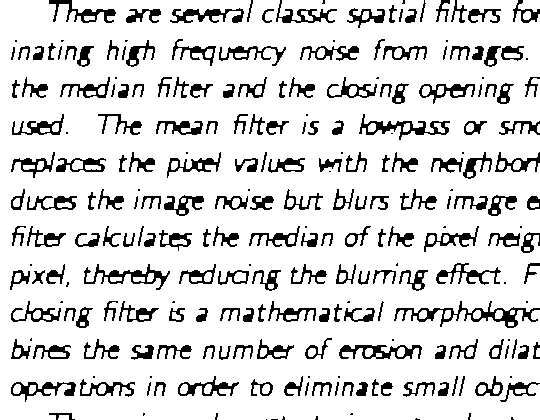 There are several classic spatial filters for
inating high frequency noise from images.
the median filter and the closing opening fi
used. The mean filter is a lowpass or smo
replaces the pixel values with the neighborh
duces the image noise but blurs the image e
filter calculates the median of the pixel neig
pixel, thereby reducing the blurring effect. F
closing filter is a mathematical morphologic
bines the same number of erosion and dilat
operations in order to eliminate small objec